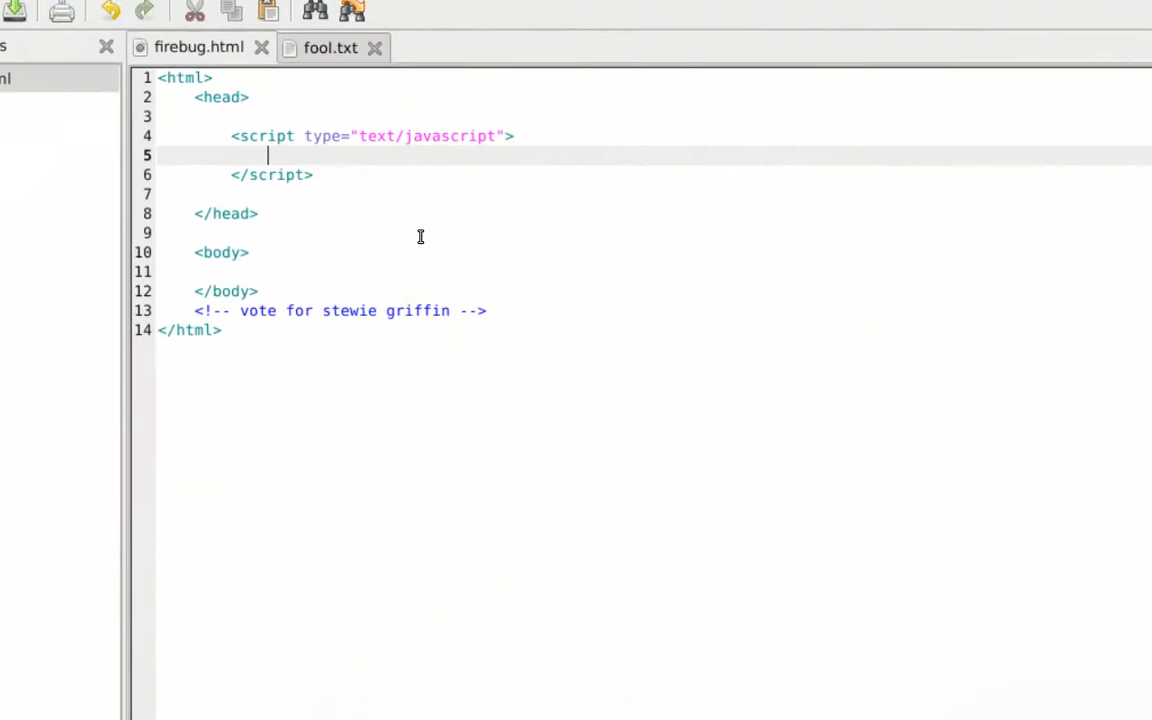 s
firebug.html
fool.txt
ml
1 <html>
2 <head>
3
4 <script type="text/javascript">
5
6 </script>
7
8 </head>
9
10 <body>
11
12 </body>
13 <!-- vote for stewie griffin -->
14 </html>